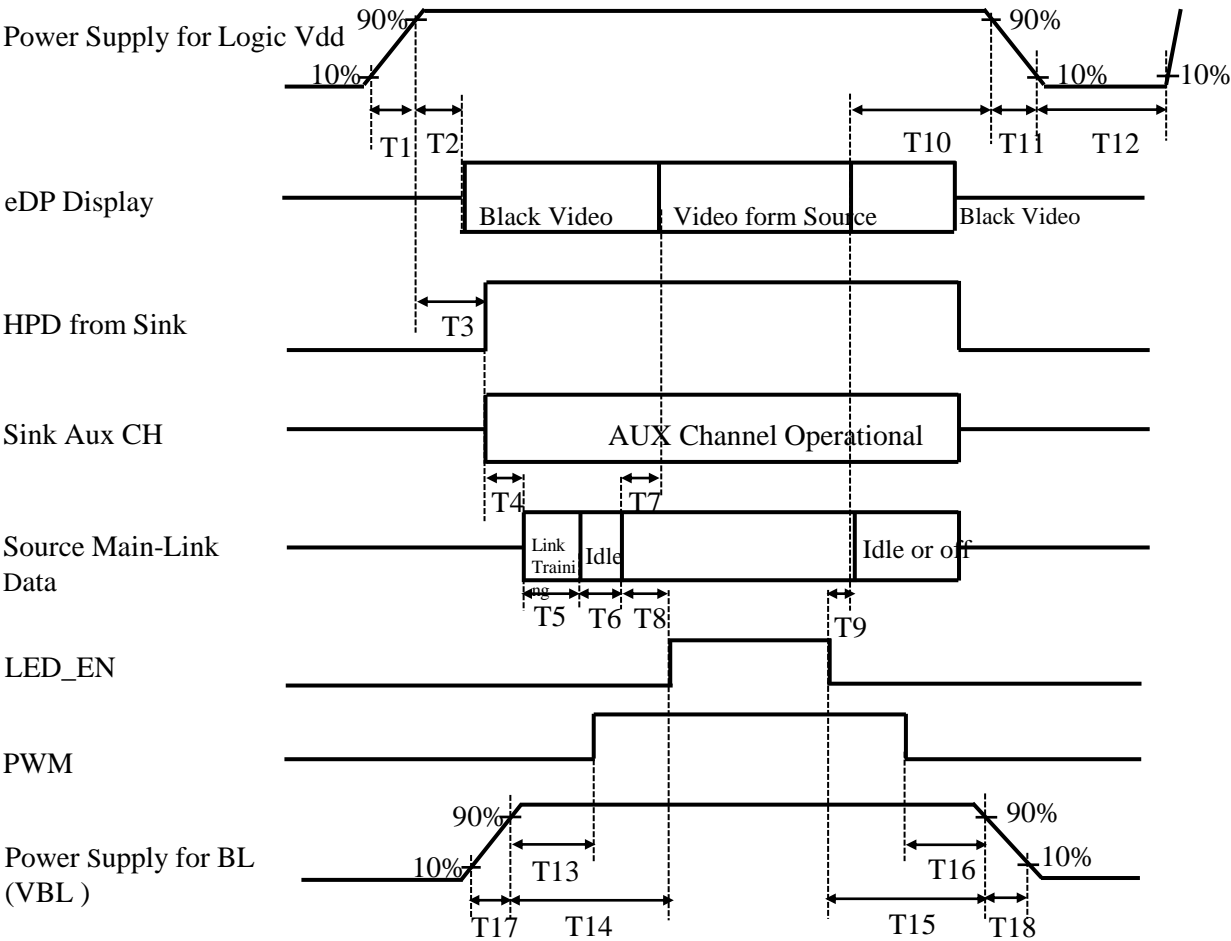 90%
90%
Power Supply for Logic Vdd
10%
10%
10%
T1
T2
T10
T11
T12
eDP Display
Black Video
Video form Source
Black Video
HPD from Sink
T3
Sink Aux CH
AUX Channel Operational
T4
T7
Source Main-Link
Data
Link
Traini
ng
Idle
Idle or off
T5
T6
T8
T9
LED_EN
PWM
90%
90%
Power Supply for BL
(VBL )
10%
10%
T13
T16
T17
T14
T15
T18